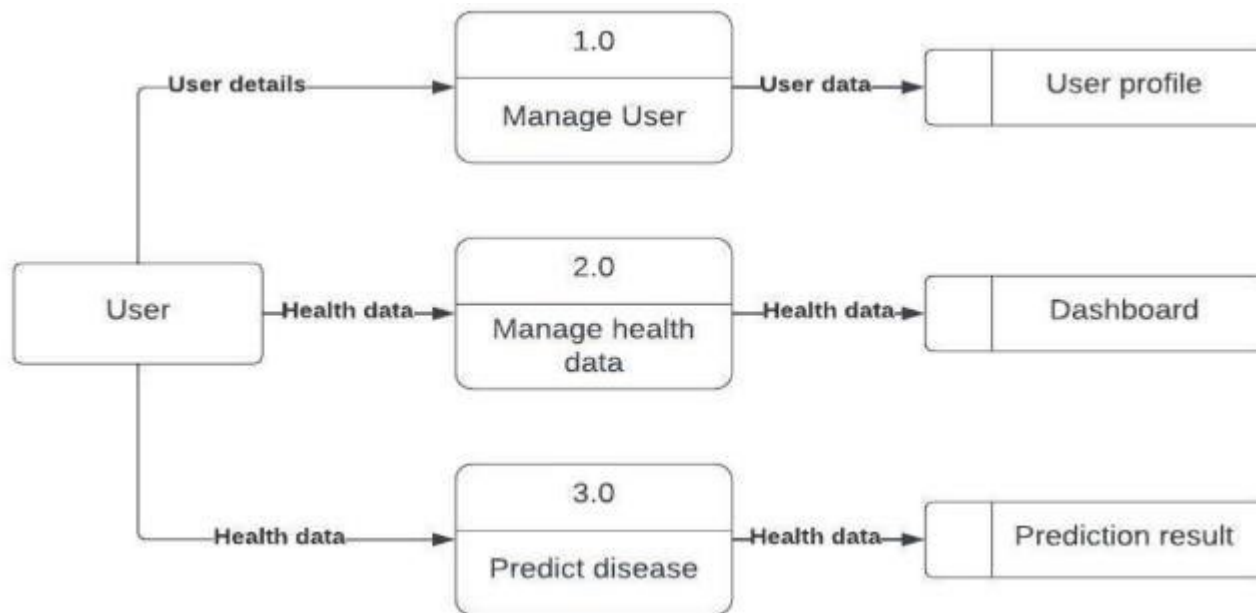 1.0
User details
Manage User
User data
User profile
User
Health data
2.0
Manage health
data
Health data
Dashboard
Health data
3.0
Predict disease
Health data
Prediction result